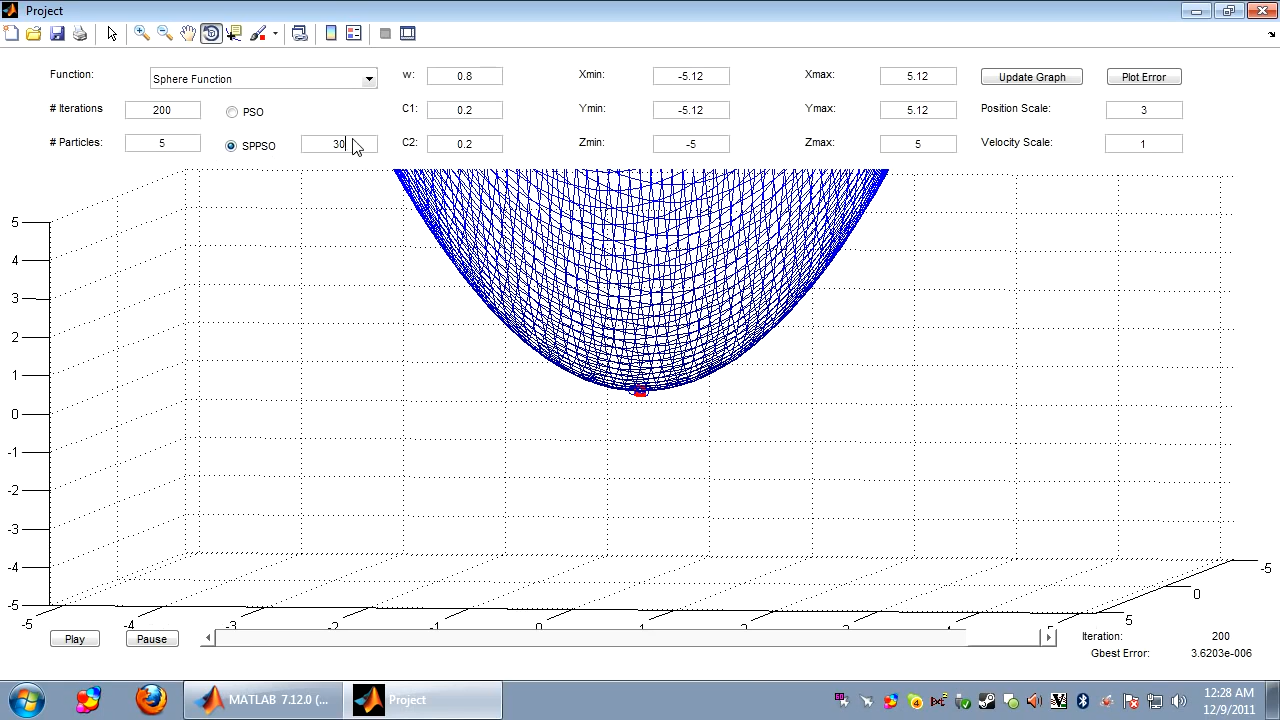 Project
Function: Sphere Function w: 0.8 Xmin: -5.12 Xmax: 5.12 Update Graph Plot Error
# Iterations 200 PSO C1: 0.2 Ymin: -5.12 Ymax: 5.12 Position Scale: 3
# Particles: 5 SPPSO 30 C2: 0.2 Zmin: -5 Zmax: 5 Velocity Scale: 1
5
4
3
2
1
0
-1
-2
-3
-4
-5
-5 -4 -3 -2 -1 0 1 2 3 4 5
5 0 -5
Play Pause Iteration: 200
Gbest Error: 3.6203e-006
MATLAB 7.12.0 (... Project 12:28 AM
12/9/2011